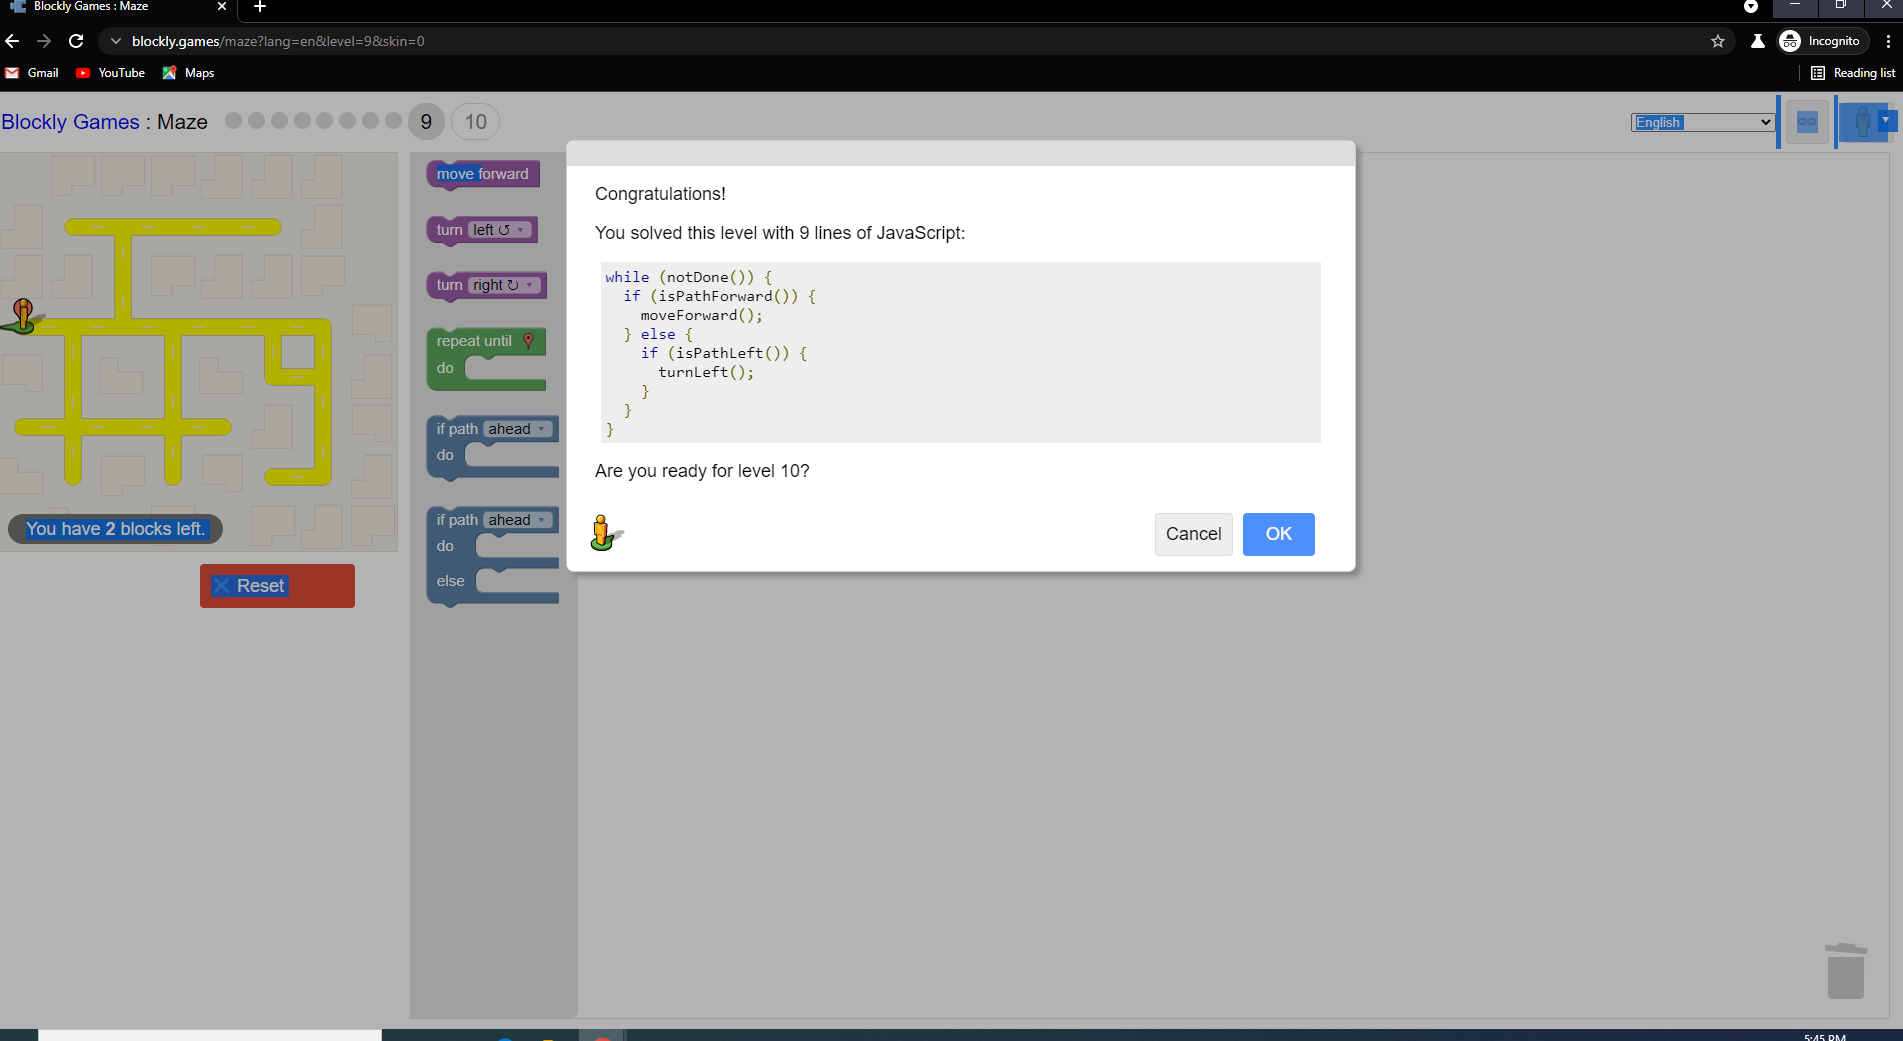 Blockly Games : Maze
blockly.games/maze?lang=en&level=9&skin=0
Incognito
Gmail YouTube Maps
Reading list
Blockly Games : Maze 9 10
English
move forward
turn left ↺
turn right ↻
repeat until
do
if path ahead
do
if path ahead
do
else
You have 2 blocks left.
Reset
Congratulations!
You solved this level with 9 lines of JavaScript:
while (notDone()) {
  if (isPathForward()) {
    moveForward();
  } else {
    if (isPathLeft()) {
      turnLeft();
    }
  }
}
Are you ready for level 10?
Cancel OK
5:45 PM